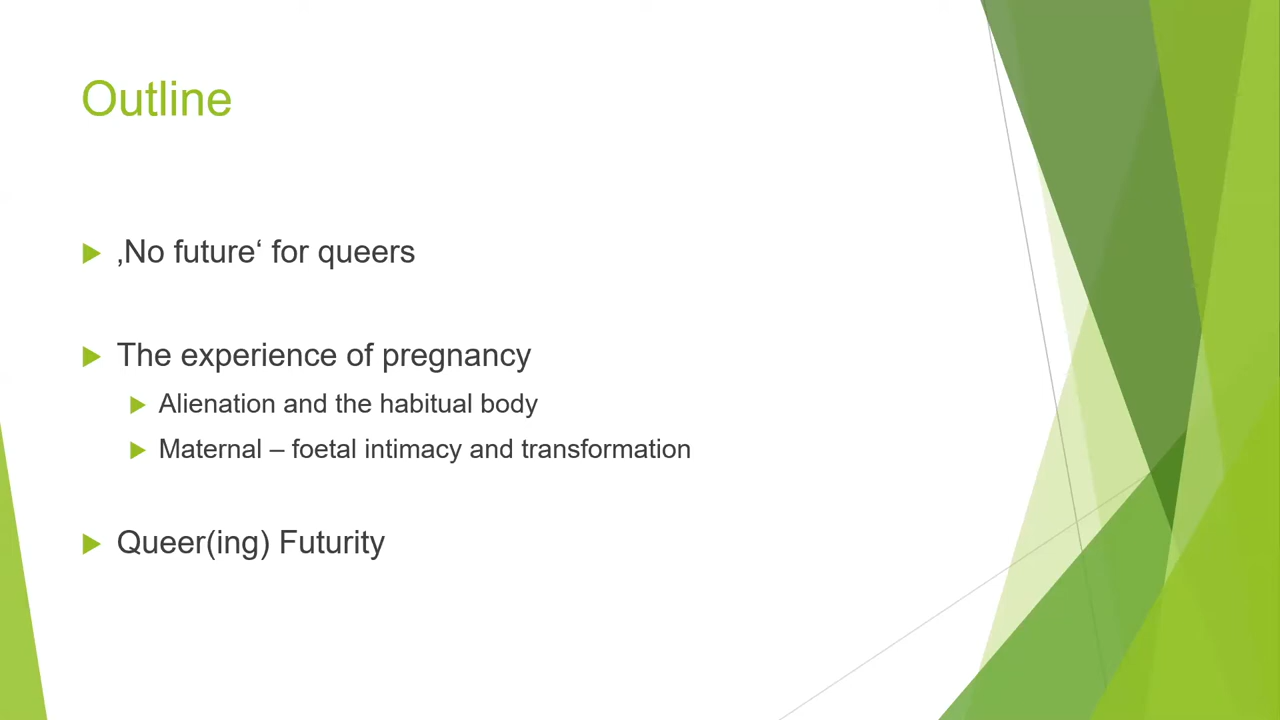 Outline
‚No future‘ for queers
The experience of pregnancy
Alienation and the habitual body
Maternal – foetal intimacy and transformation
Queer(ing) Futurity